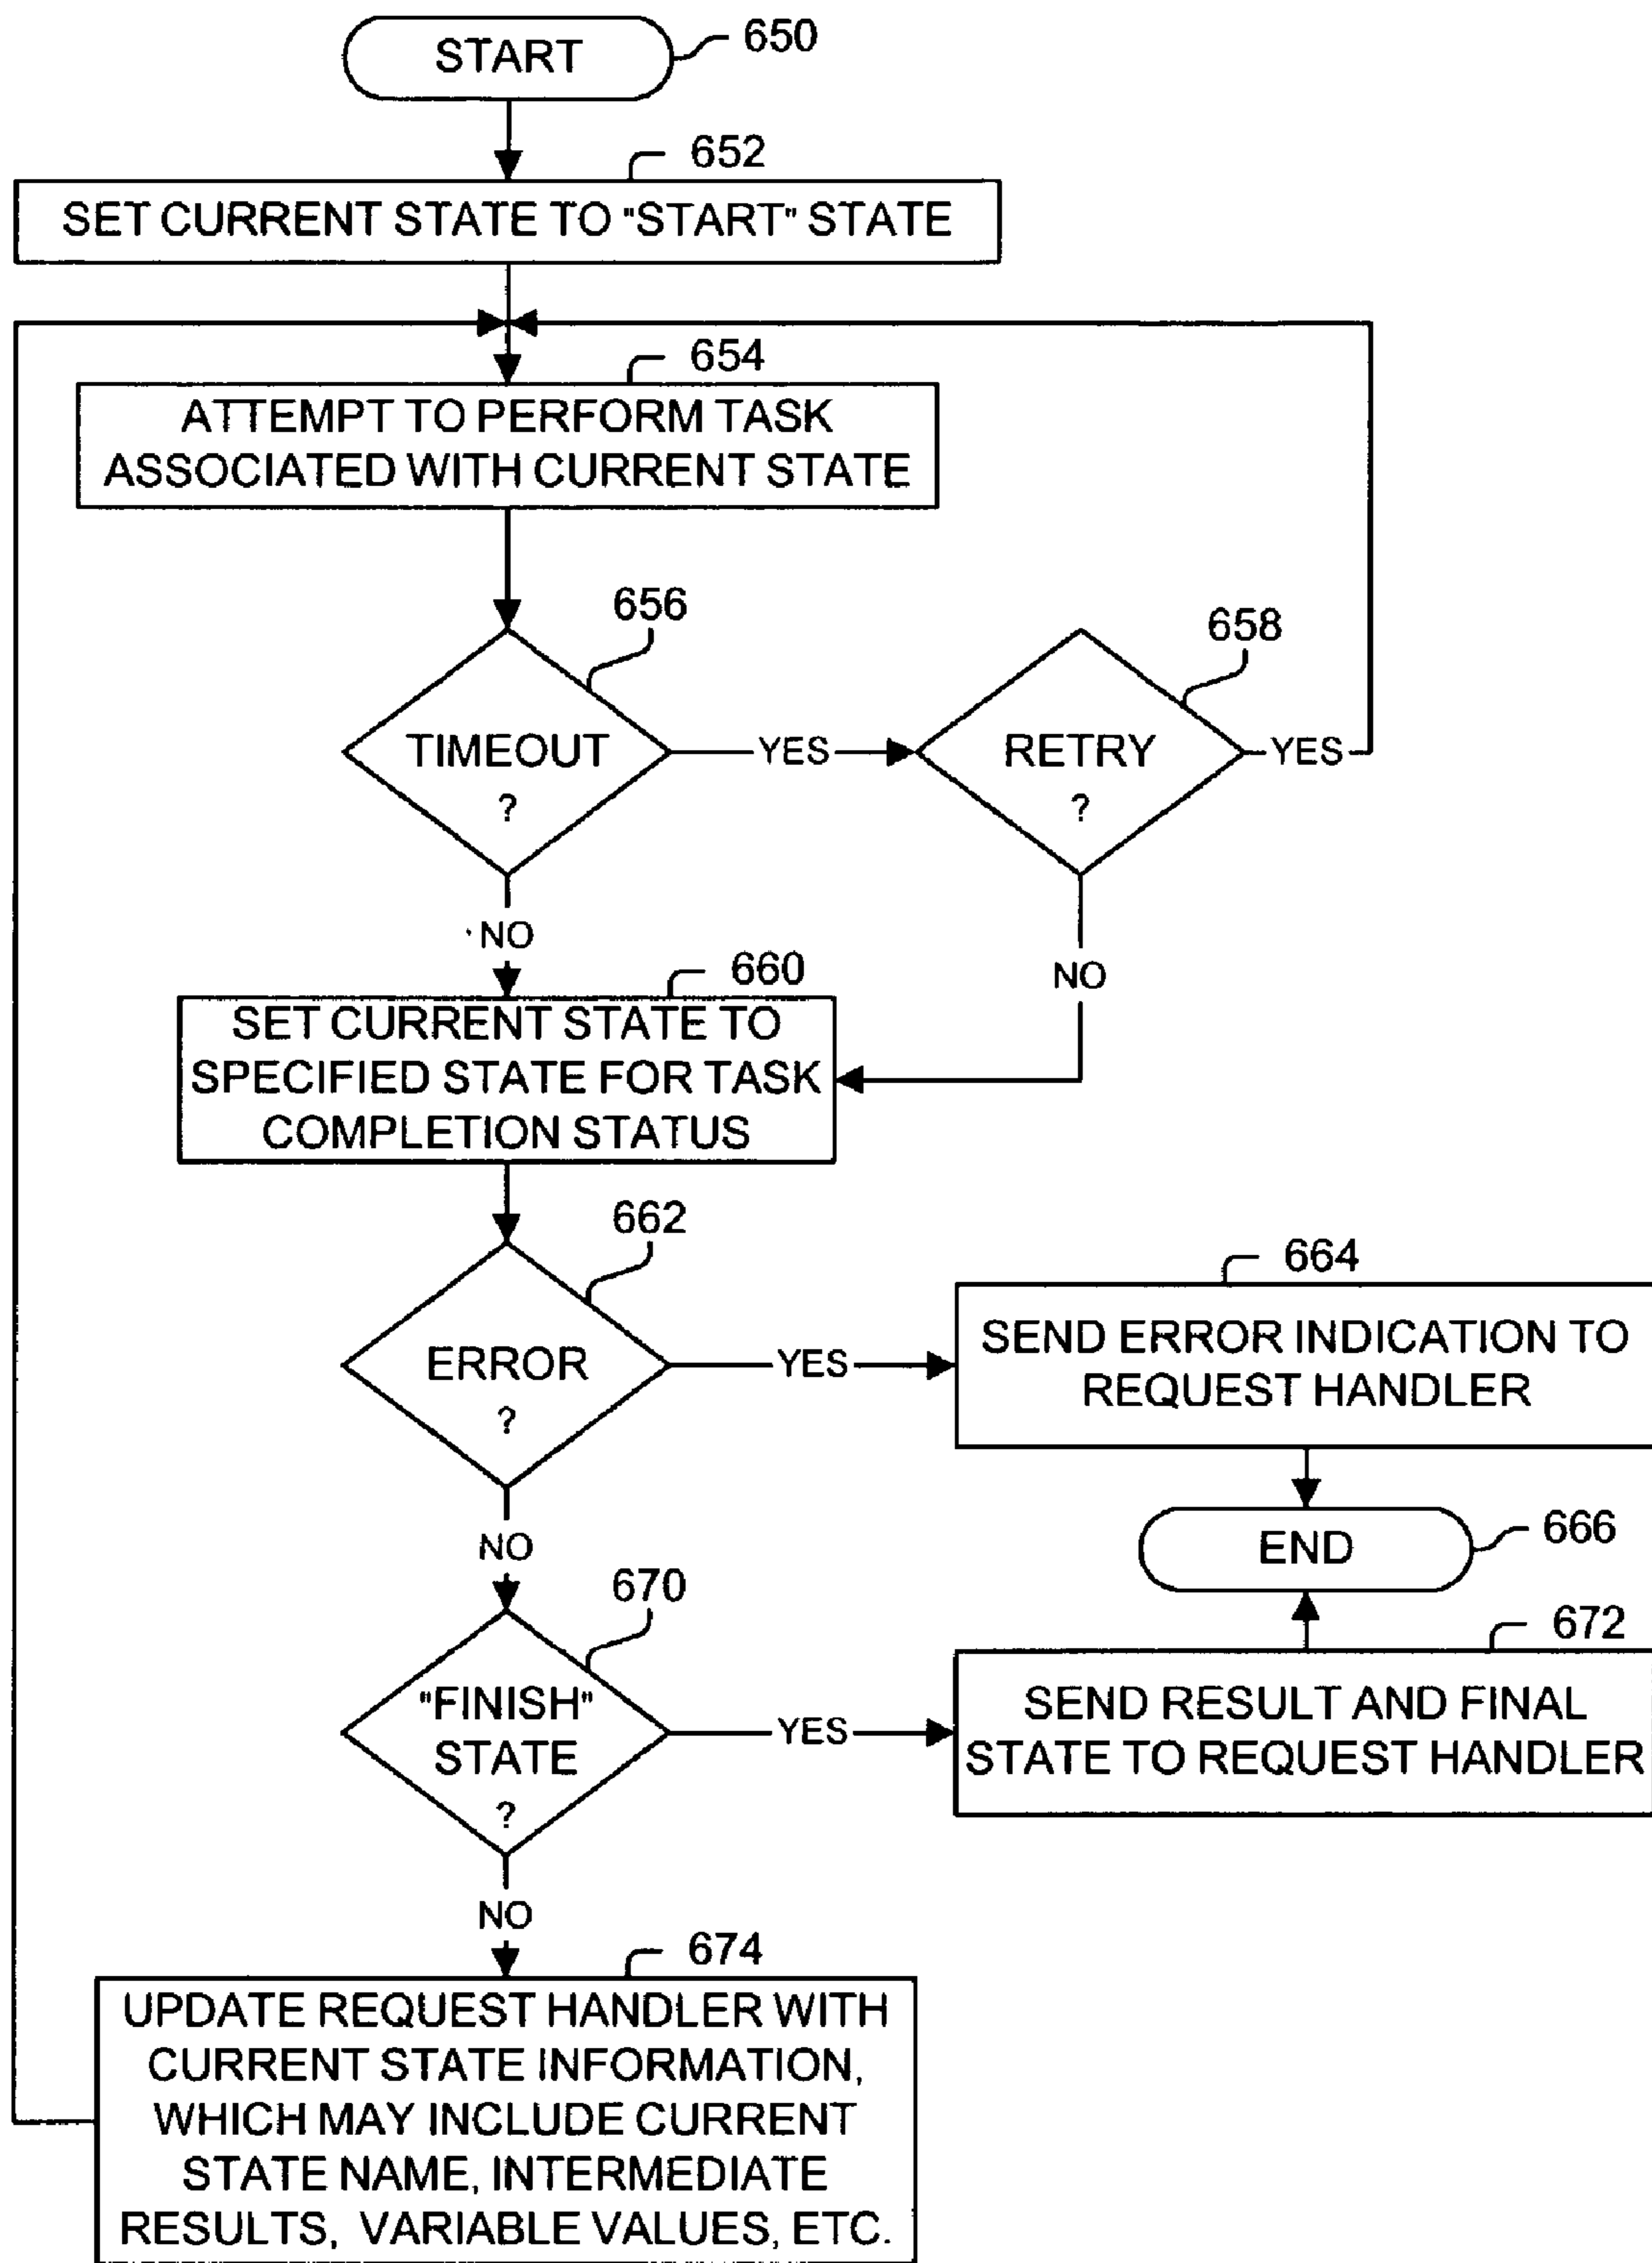 START
650
652
SET CURRENT STATE TO "START" STATE
654
ATTEMPT TO PERFORM TASK
ASSOCIATED WITH CURRENT STATE
656
TIMEOUT
?
YES
658
RETRY
?
YES
NO
NO
660
SET CURRENT STATE TO
SPECIFIED STATE FOR TASK
COMPLETION STATUS
662
ERROR
?
YES
664
SEND ERROR INDICATION TO
REQUEST HANDLER
END
666
NO
670
"FINISH"
STATE
?
YES
672
SEND RESULT AND FINAL
STATE TO REQUEST HANDLER
NO
674
UPDATE REQUEST HANDLER WITH
CURRENT STATE INFORMATION,
WHICH MAY INCLUDE CURRENT
STATE NAME, INTERMEDIATE
RESULTS, VARIABLE VALUES, ETC.